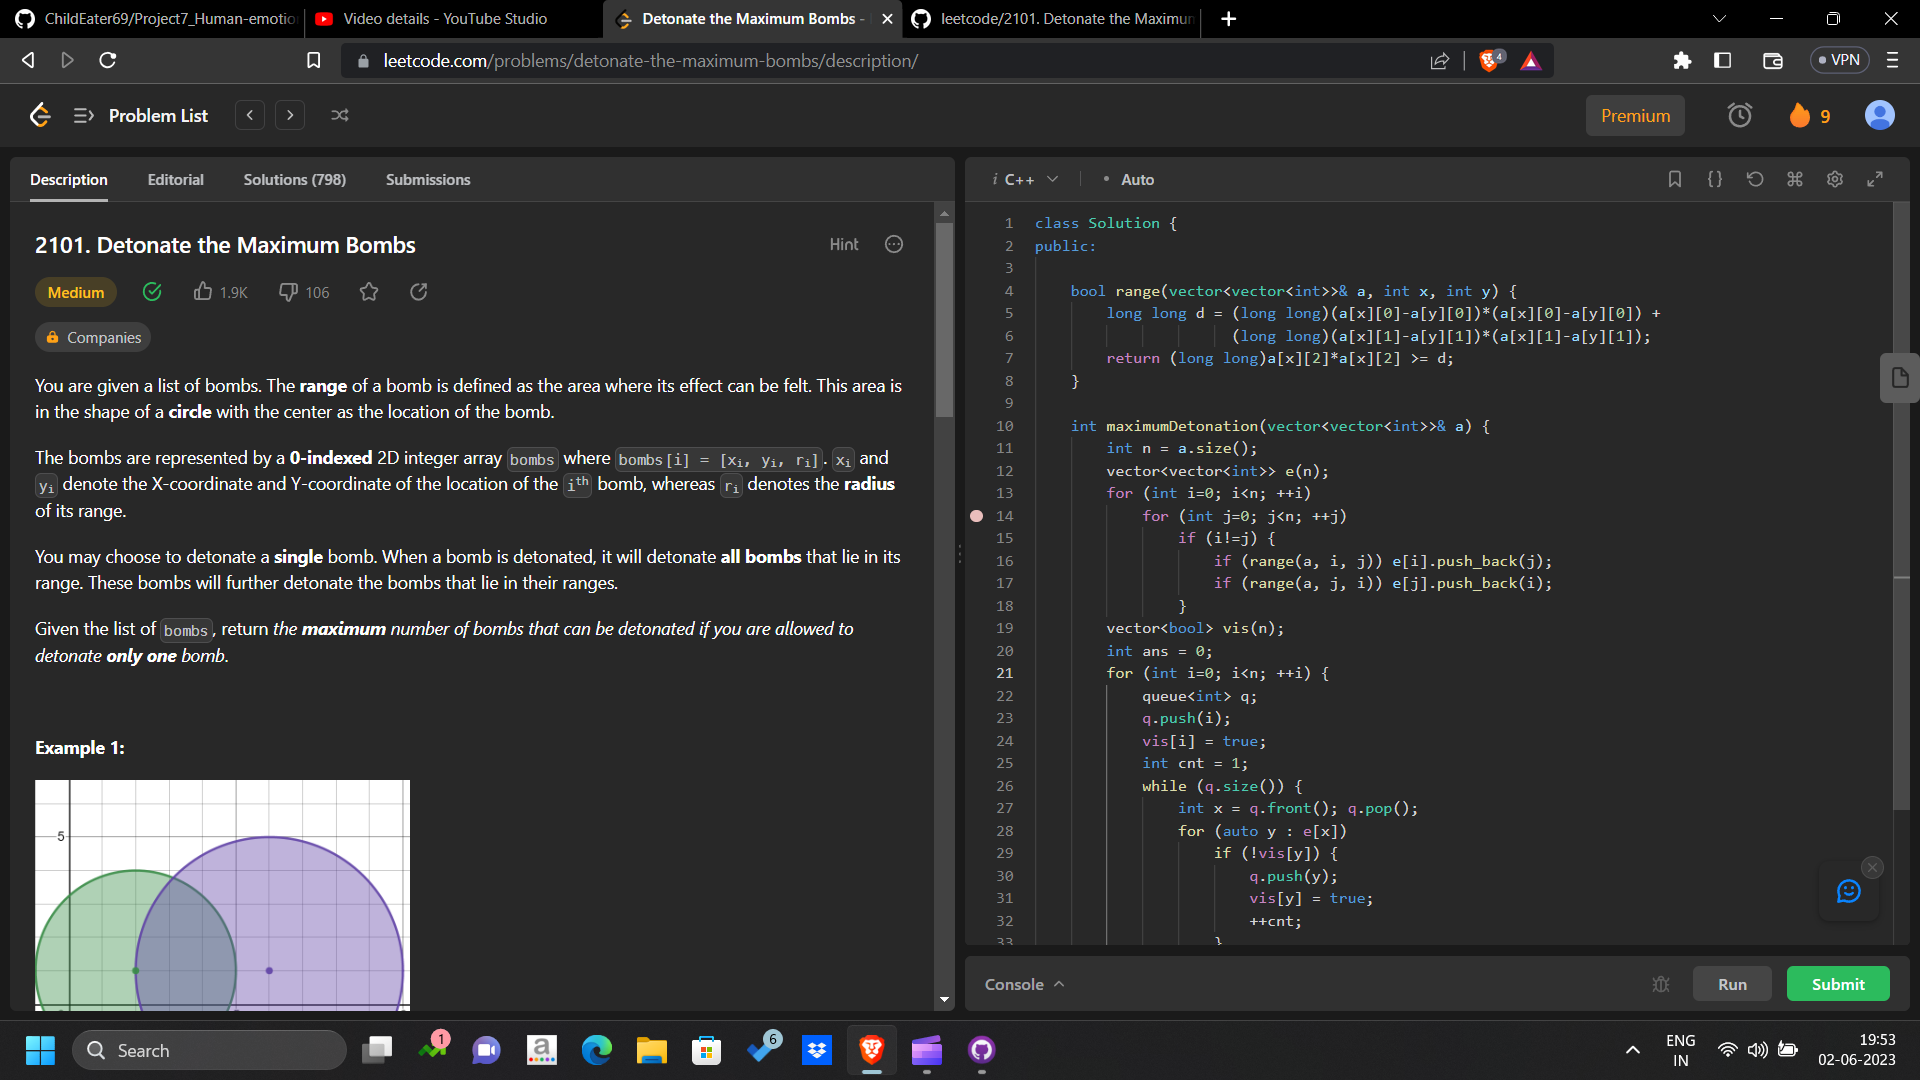 ChildEater69/Project7_Human-emotio
Video details - YouTube Studio
Detonate the Maximum Bombs -
leetcode/2101. Detonate the Maximum
leetcode.com/problems/detonate-the-maximum-bombs/description/
4
VPN
Problem List
Premium
9
Description
Editorial
Solutions (798)
Submissions
2101. Detonate the Maximum Bombs
Hint
Medium
1.9K
106
Companies
You are given a list of bombs. The range of a bomb is defined as the area where its effect can be felt. This area is
in the shape of a circle with the center as the location of the bomb.
The bombs are represented by a 0-indexed 2D integer array bombs where bombs[i] = [xi, yi, ri]. xi and
yi denote the X-coordinate and Y-coordinate of the location of the ith bomb, whereas ri denotes the radius
of its range.
You may choose to detonate a single bomb. When a bomb is detonated, it will detonate all bombs that lie in its
range. These bombs will further detonate the bombs that lie in their ranges.
Given the list of bombs, return the maximum number of bombs that can be detonated if you are allowed to
detonate only one bomb.
Example 1:
5
i C++
Auto
1 class Solution {
2 public:
3
4 bool range(vector<vector<int>>& a, int x, int y) {
5 long long d = (long long)(a[x][0]-a[y][0])*(a[x][0]-a[y][0]) +
6 (long long)(a[x][1]-a[y][1])*(a[x][1]-a[y][1]);
7 return (long long)a[x][2]*a[x][2] >= d;
8 }
9
10 int maximumDetonation(vector<vector<int>>& a) {
11 int n = a.size();
12 vector<vector<int>> e(n);
13 for (int i=0; i<n; ++i)
14 for (int j=0; j<n; ++j)
15 if (i!=j) {
16 if (range(a, i, j)) e[i].push_back(j);
17 if (range(a, j, i)) e[j].push_back(i);
18 }
19 vector<bool> vis(n);
20 int ans = 0;
21 for (int i=0; i<n; ++i) {
22 queue<int> q;
23 q.push(i);
24 vis[i] = true;
25 int cnt = 1;
26 while (q.size()) {
27 int x = q.front(); q.pop();
28 for (auto y : e[x])
29 if (!vis[y]) {
30 q.push(y);
31 vis[y] = true;
32 ++cnt;
33 }
Console
Run
Submit
Search
1
a
6
ENG
IN
19:53
02-06-2023